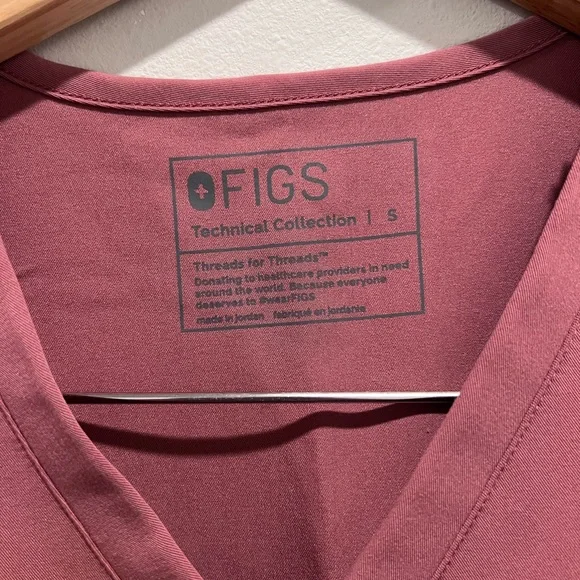 FIGS
Technical Collection | S
Threads for Threads™
Donating to healthcare providers in need
around the world. Because everyone
deserves to #wearFIGS
made in jordan fabriqué en jordanie